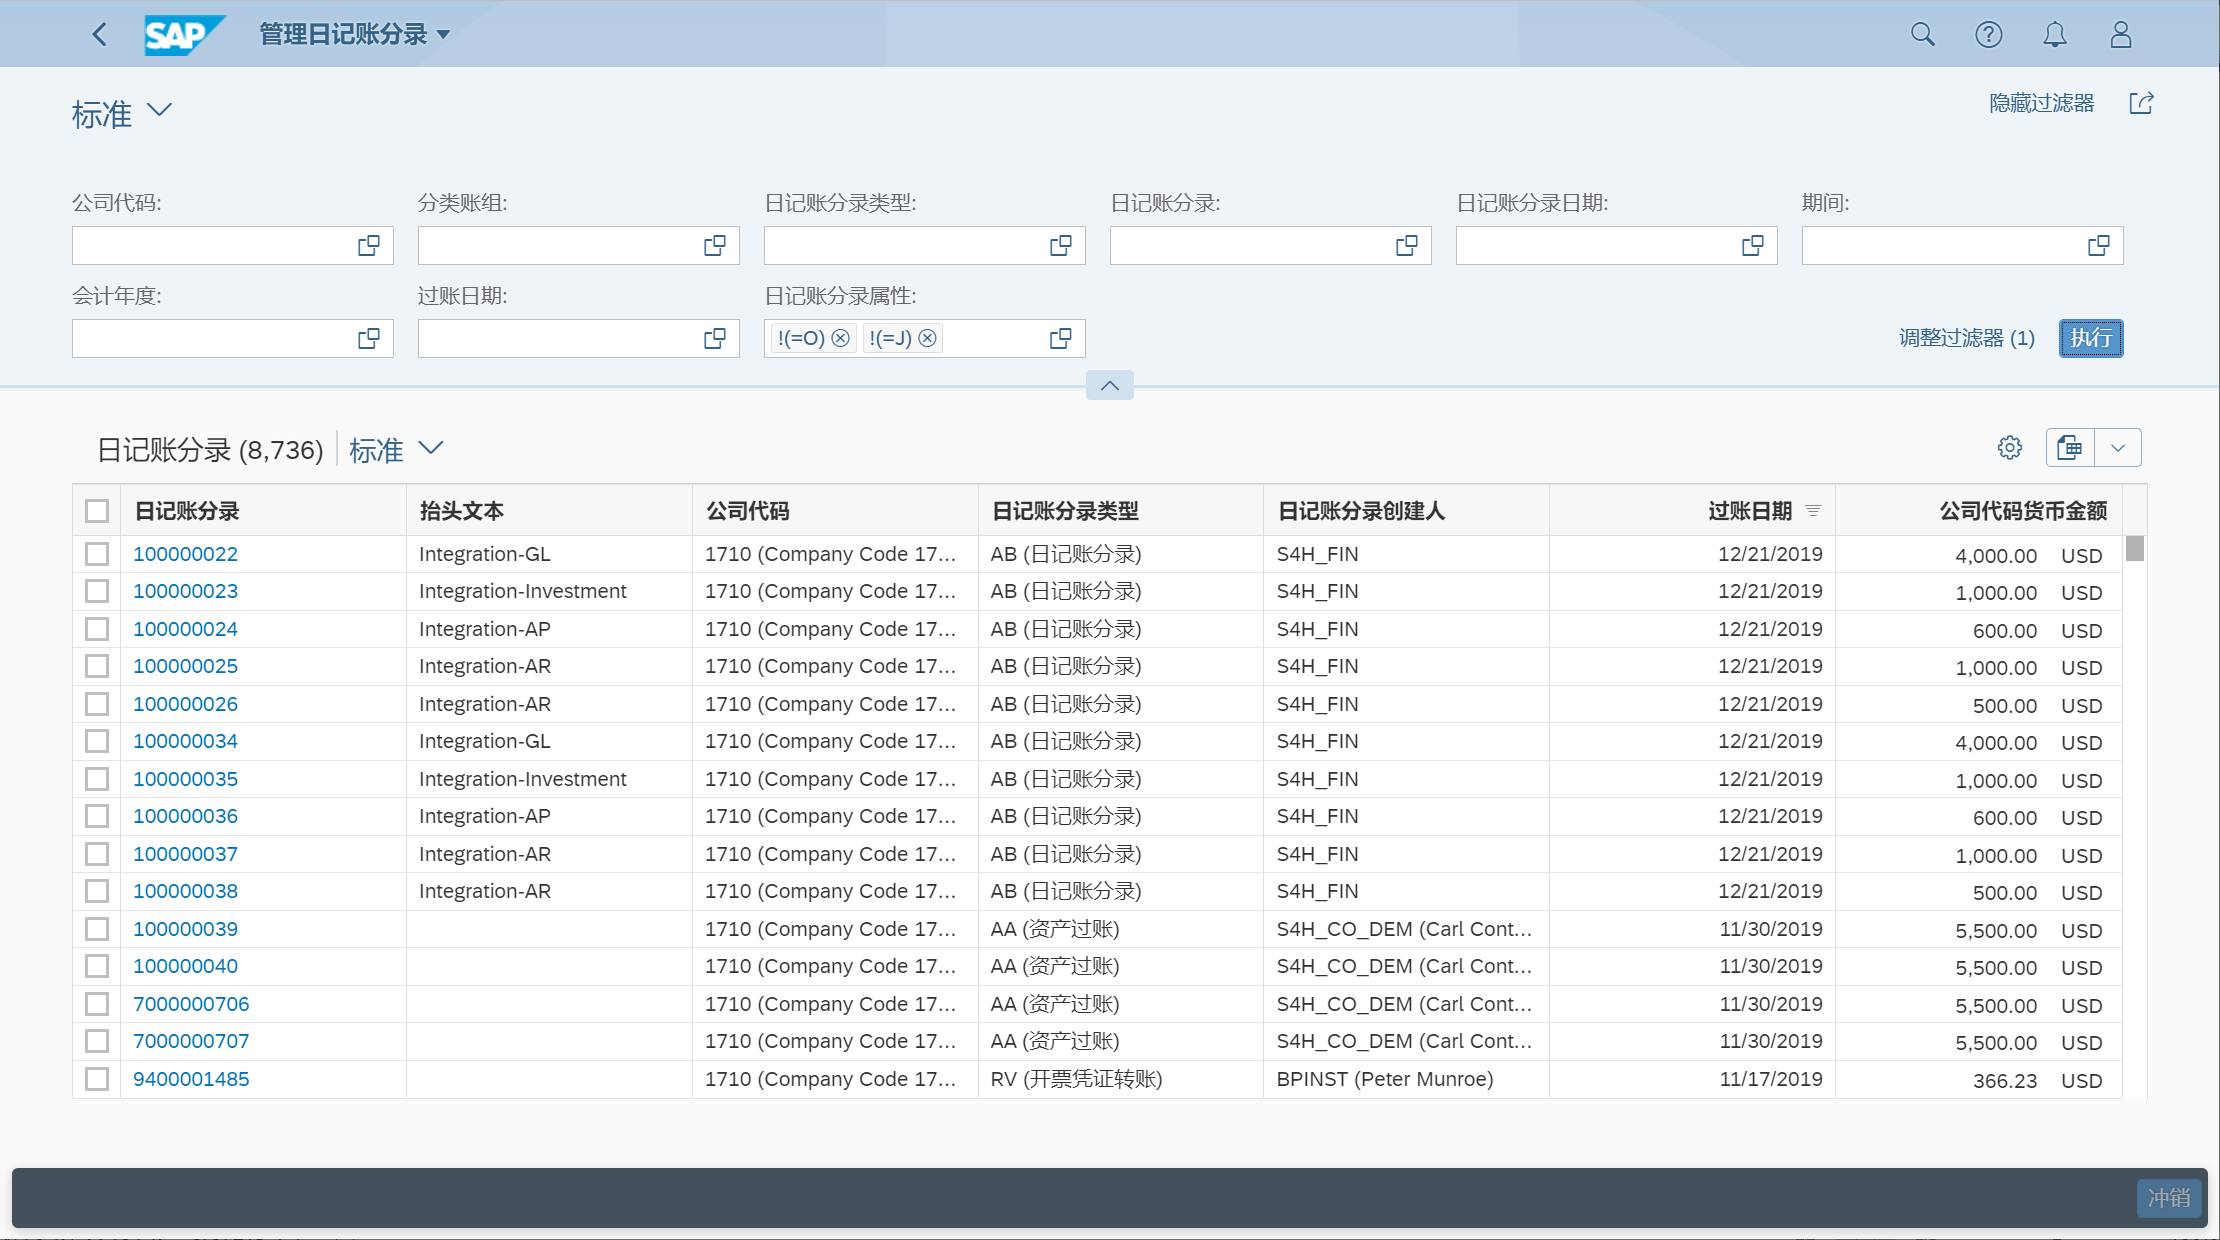 SAP 管理日记账分录
标准
隐藏过滤器
公司代码: 分类账组: 日记账分录类型: 日记账分录: 日记账分录日期: 期间:
会计年度: 过账日期: 日记账分录属性:
!(=O) !(=J) 调整过滤器 (1) 执行
日记账分录 (8,736) 标准
日记账分录 抬头文本 公司代码 日记账分录类型 日记账分录创建人 过账日期 公司代码货币金额
100000022 Integration-GL 1710 (Company Code 17... AB (日记账分录) S4H_FIN 12/21/2019 4,000.00 USD
100000023 Integration-Investment 1710 (Company Code 17... AB (日记账分录) S4H_FIN 12/21/2019 1,000.00 USD
100000024 Integration-AP 1710 (Company Code 17... AB (日记账分录) S4H_FIN 12/21/2019 600.00 USD
100000025 Integration-AR 1710 (Company Code 17... AB (日记账分录) S4H_FIN 12/21/2019 1,000.00 USD
100000026 Integration-AR 1710 (Company Code 17... AB (日记账分录) S4H_FIN 12/21/2019 500.00 USD
100000034 Integration-GL 1710 (Company Code 17... AB (日记账分录) S4H_FIN 12/21/2019 4,000.00 USD
100000035 Integration-Investment 1710 (Company Code 17... AB (日记账分录) S4H_FIN 12/21/2019 1,000.00 USD
100000036 Integration-AP 1710 (Company Code 17... AB (日记账分录) S4H_FIN 12/21/2019 600.00 USD
100000037 Integration-AR 1710 (Company Code 17... AB (日记账分录) S4H_FIN 12/21/2019 1,000.00 USD
100000038 Integration-AR 1710 (Company Code 17... AB (日记账分录) S4H_FIN 12/21/2019 500.00 USD
100000039 1710 (Company Code 17... AA (资产过账) S4H_CO_DEM (Carl Cont... 11/30/2019 5,500.00 USD
100000040 1710 (Company Code 17... AA (资产过账) S4H_CO_DEM (Carl Cont... 11/30/2019 5,500.00 USD
7000000706 1710 (Company Code 17... AA (资产过账) S4H_CO_DEM (Carl Cont... 11/30/2019 5,500.00 USD
7000000707 1710 (Company Code 17... AA (资产过账) S4H_CO_DEM (Carl Cont... 11/30/2019 5,500.00 USD
9400001485 1710 (Company Code 17... RV (开票凭证转账) BPINST (Peter Munroe) 11/17/2019 366.23 USD
冲销